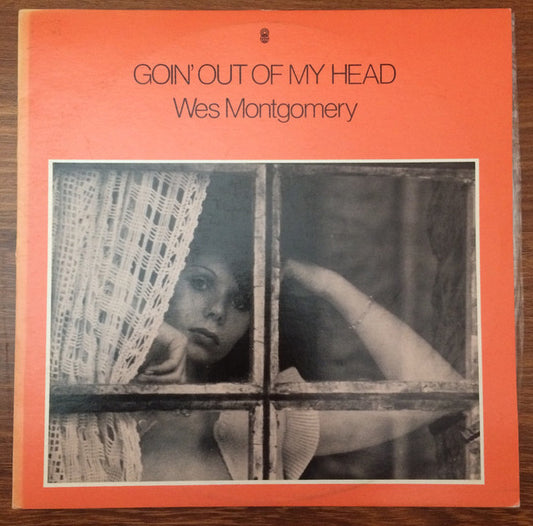 GOIN' OUT OF MY HEAD
Wes Montgomery